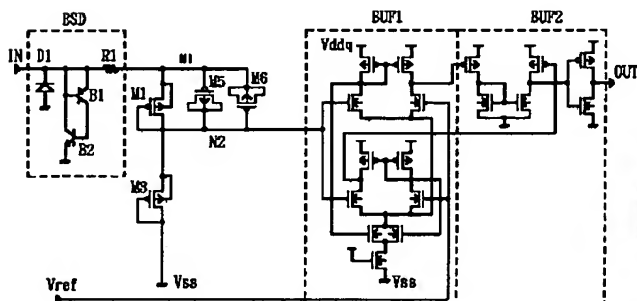 BSD
BUF1
BUF2
IN
D1
R1
N1
Vddq
M5
M6
OUT
B1
M1
N2
B2
M3
Vss
Vss
Vref